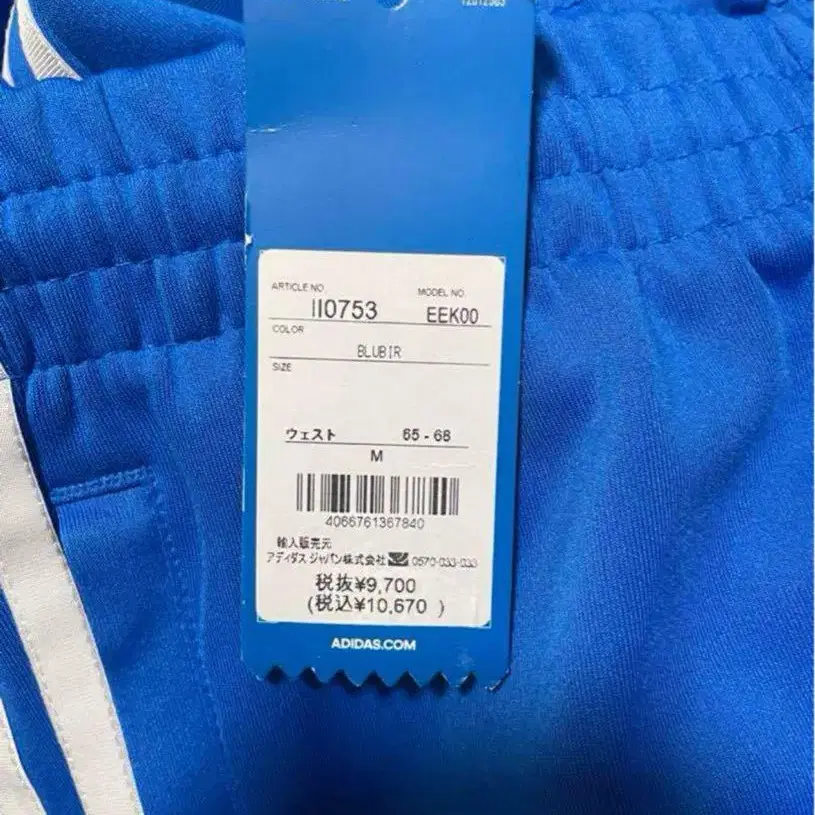 ARTICLE NO
MODEL NO.
II0753
EEK00
COLOR
BLUBIR
SIZE
ウェスト 65 - 68
M
4066761367840
輸入販売元
アディダス ジャパン株式会社 0570-033-033
税抜¥9,700
(税込¥10,670 )
ADIDAS.COM